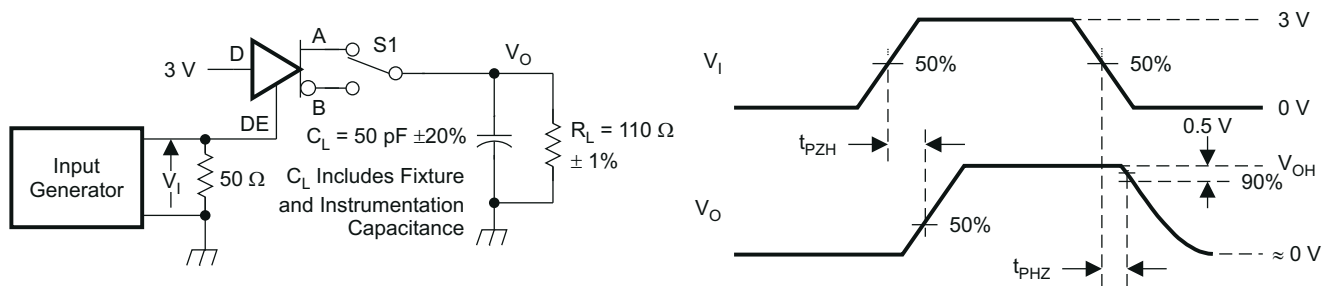 A
S1
D
3 V
B
DE
V_O
Input
Generator
V_I
50 Ω
C_L = 50 pF ±20%
C_L Includes Fixture
and Instrumentation
Capacitance
R_L = 110 Ω
± 1%
V_I
50%
50%
3 V
0 V
t_PZH
0.5 V
V_OH
90%
V_O
50%
t_PHZ
≈ 0 V